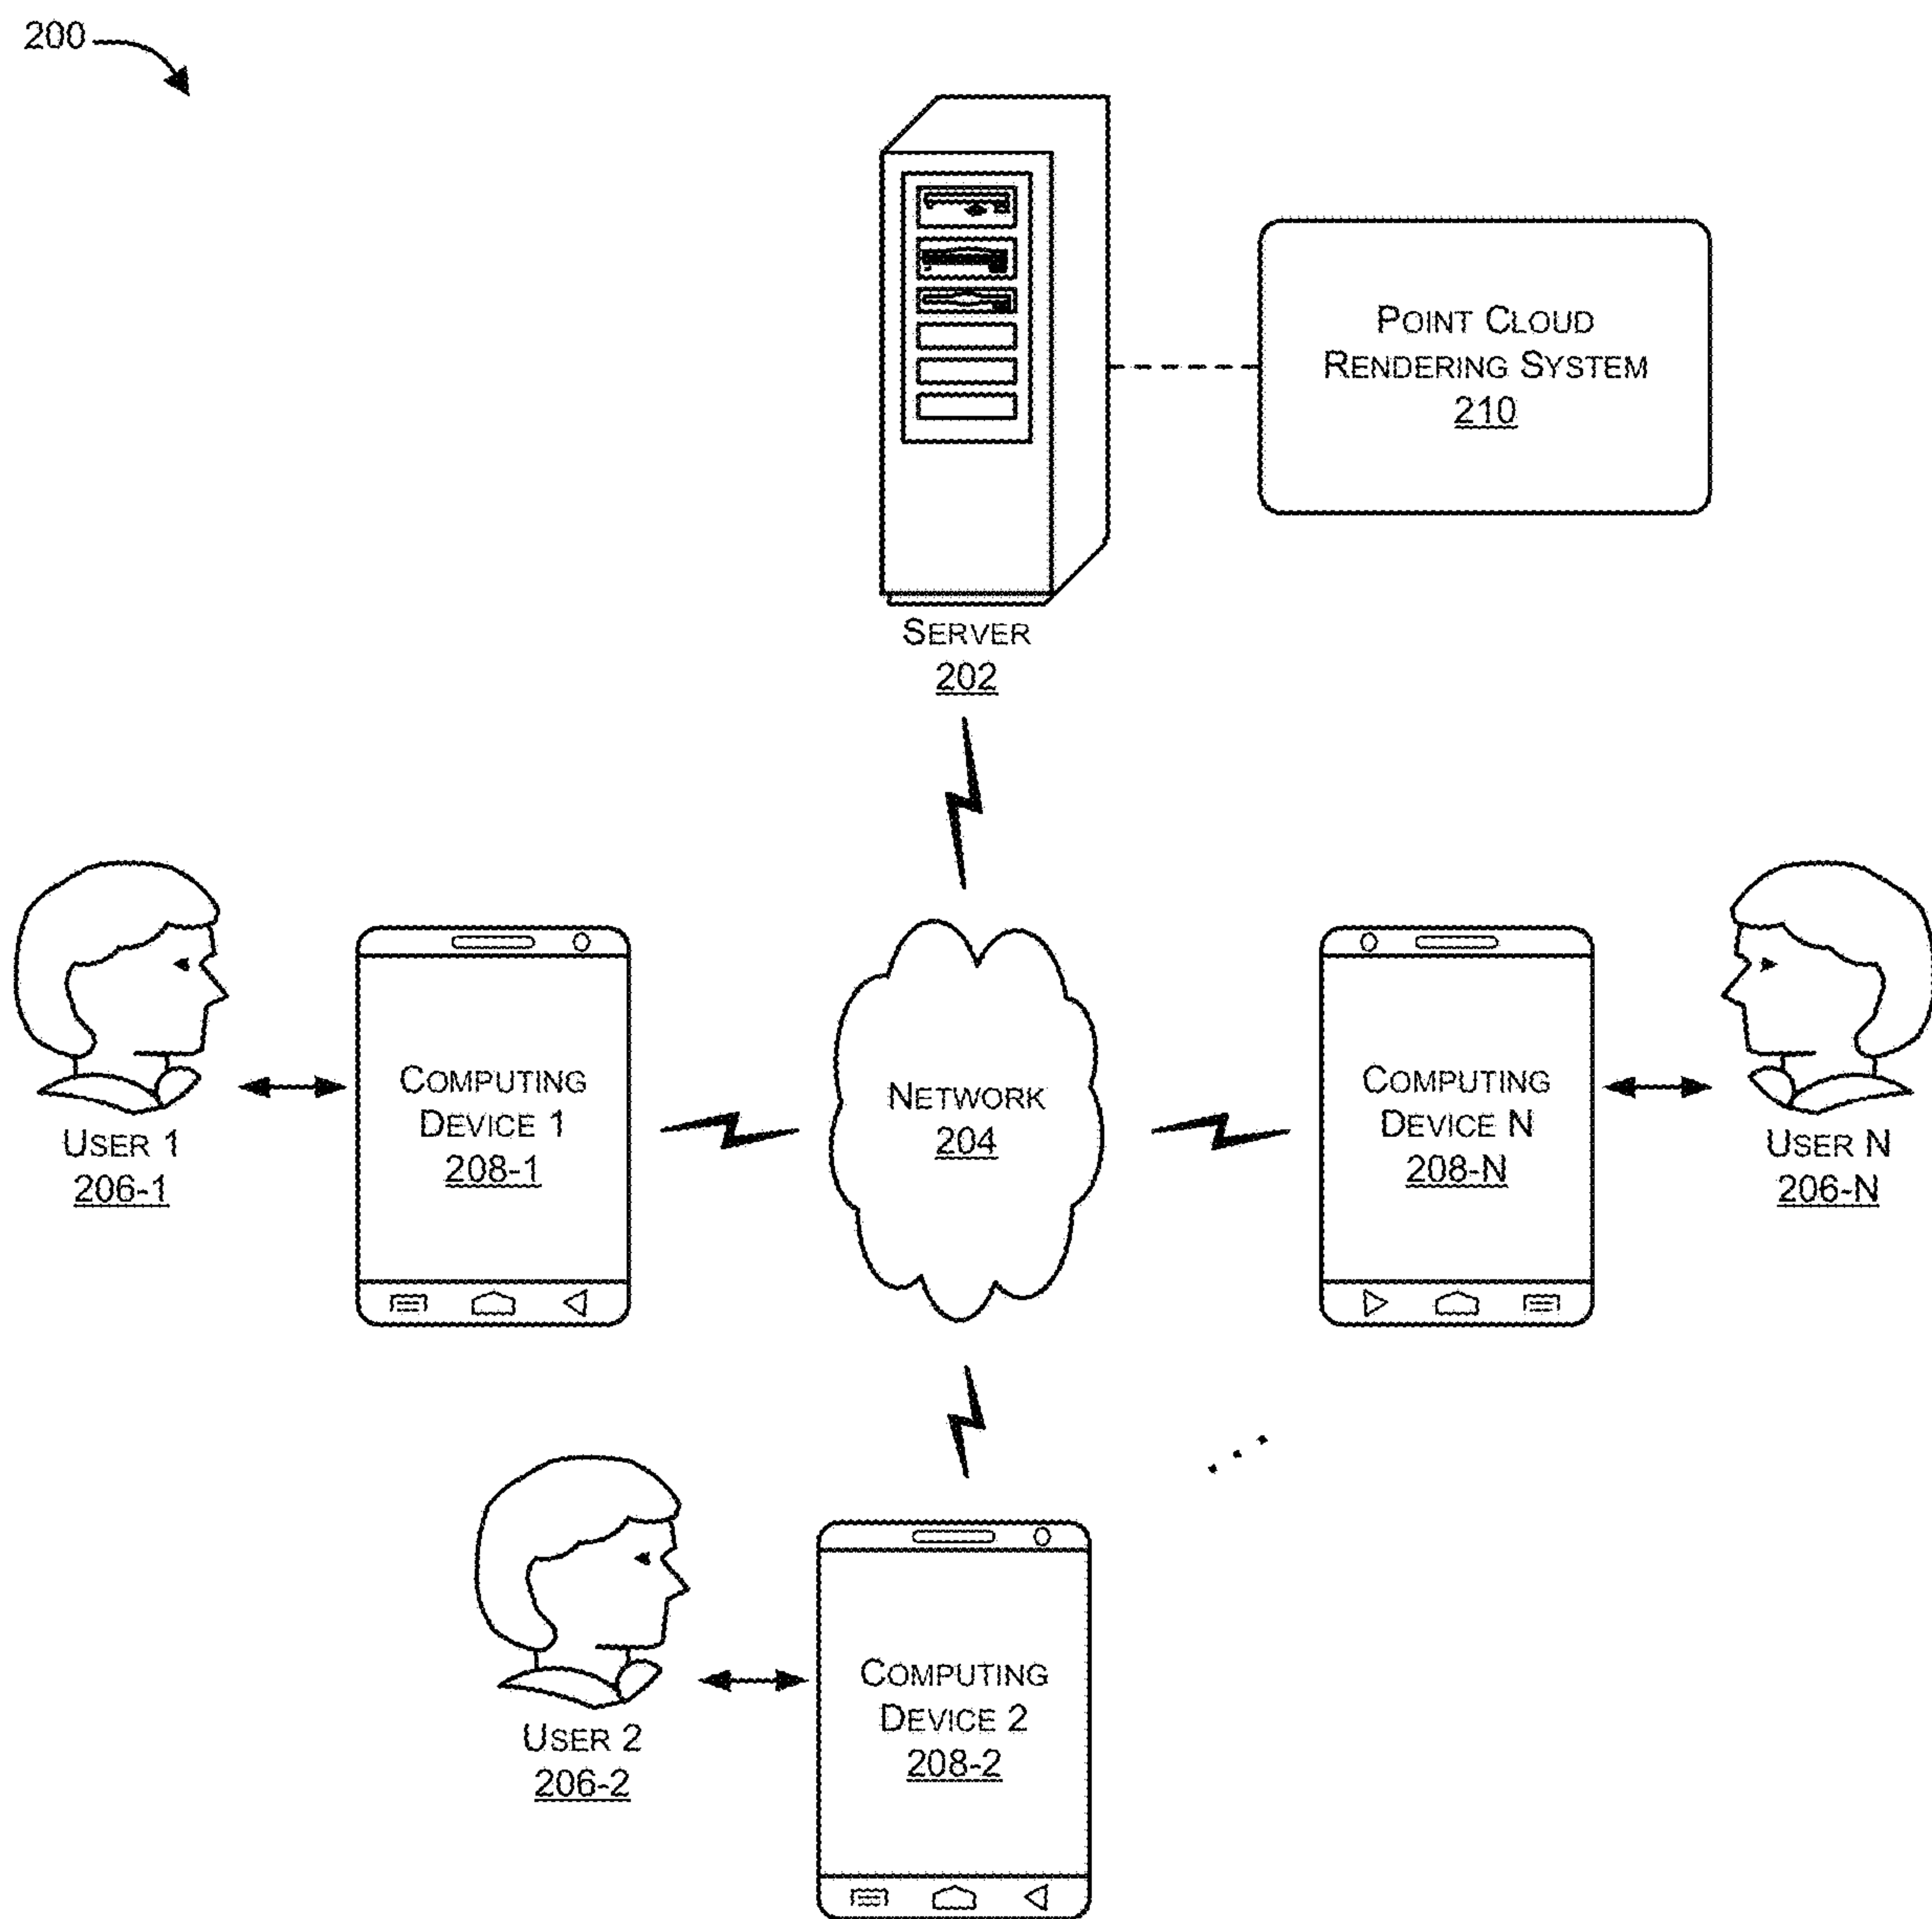 200
POINT CLOUD
RENDERING SYSTEM
210
SERVER
202
COMPUTING
DEVICE 1
208-1
USER 1
206-1
NETWORK
204
COMPUTING
DEVICE N
208-N
USER N
206-N
COMPUTING
DEVICE 2
208-2
USER 2
206-2